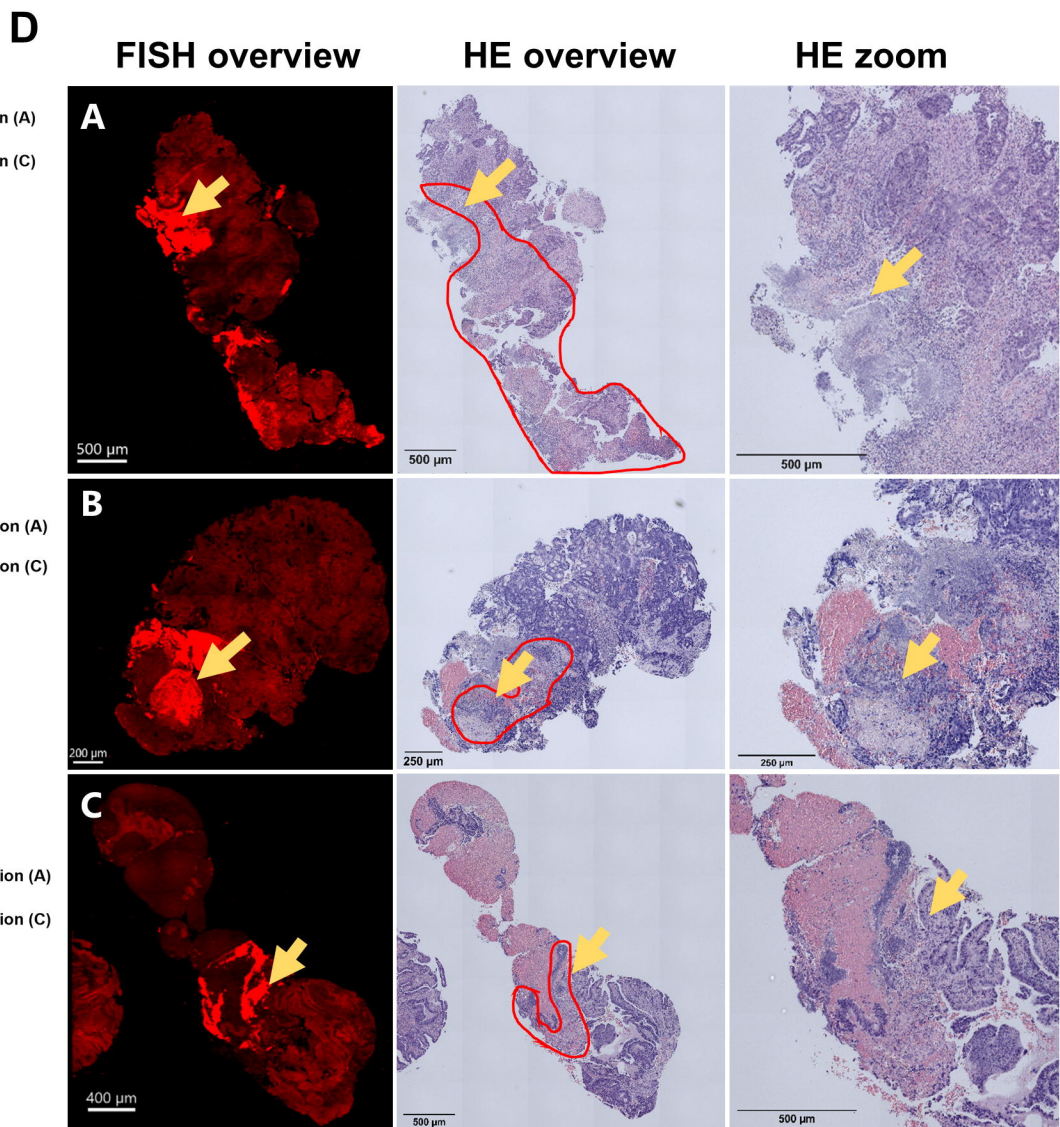 D
FISH overview HE overview HE zoom
n (A)
n (C)
A
500 µm 500 µm 500 µm
on (A)
on (C)
B
200 µm 250 µm 250 µm
ion (A)
ion (C)
C
400 µm 500 µm 500 µm